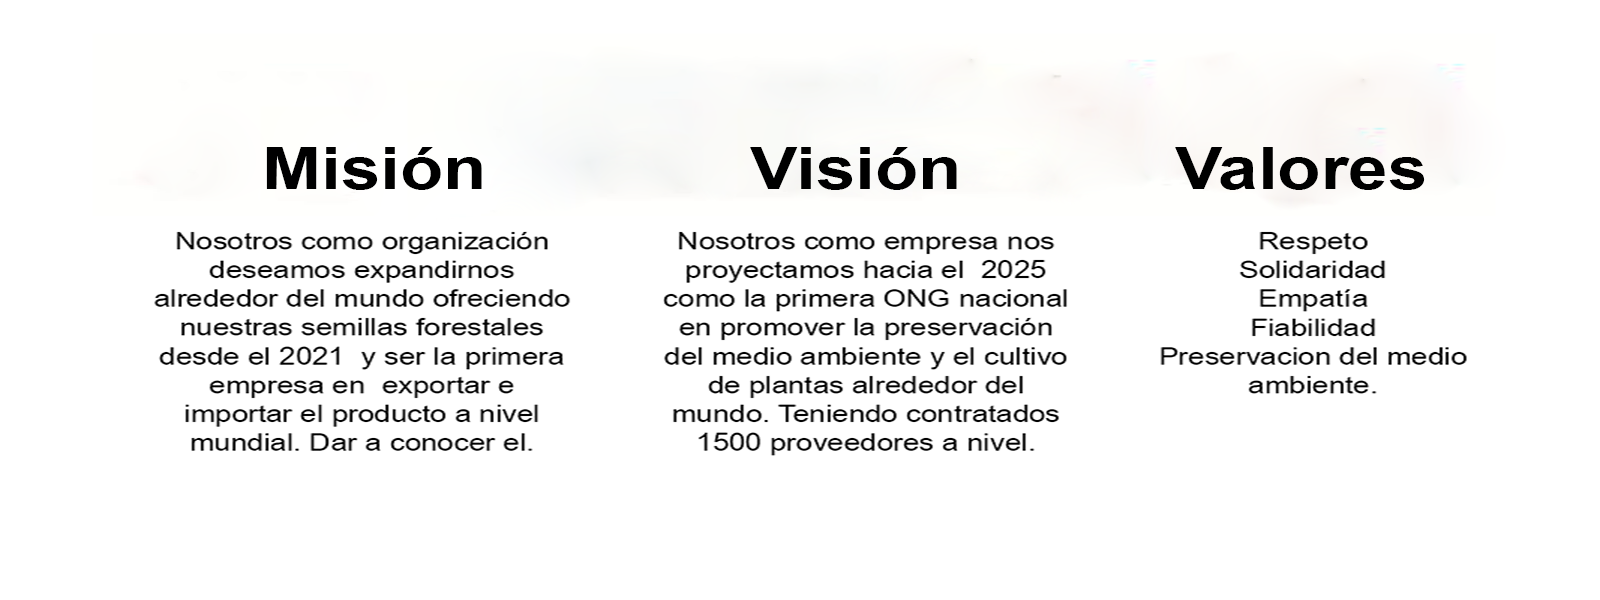 Misión
Nosotros como organización
deseamos expandirnos
alrededor del mundo ofreciendo
nuestras semillas forestales
desde el 2021  y ser la primera
empresa en  exportar e
importar el producto a nivel
mundial. Dar a conocer el.
Visión
Nosotros como empresa nos
proyectamos hacia el  2025
como la primera ONG nacional
en promover la preservación
del medio ambiente y el cultivo
de plantas alrededor del
mundo. Teniendo contratados
1500 proveedores a nivel.
Valores
Respeto
Solidaridad
Empatía
Fiabilidad
Preservacion del medio
ambiente.